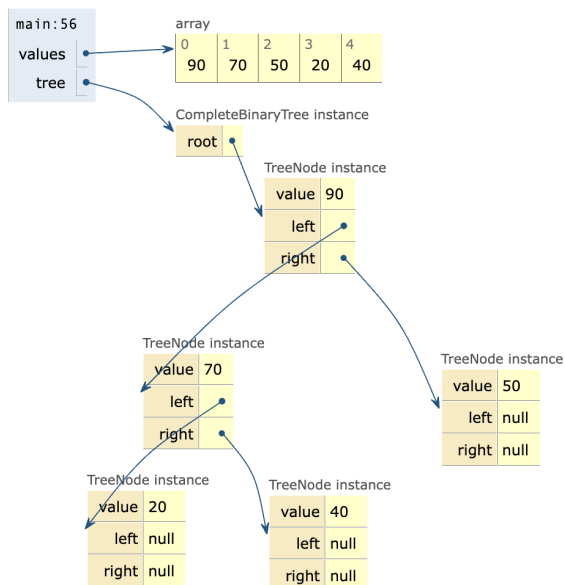 main:56
values
tree
array
0 1 2 3 4
90 70 50 20 40
CompleteBinaryTree instance
root
TreeNode instance
value 90
left
right
TreeNode instance
value 70
left
right
TreeNode instance
value 50
left null
right null
TreeNode instance
value 20
left null
right null
TreeNode instance
value 40
left null
right null